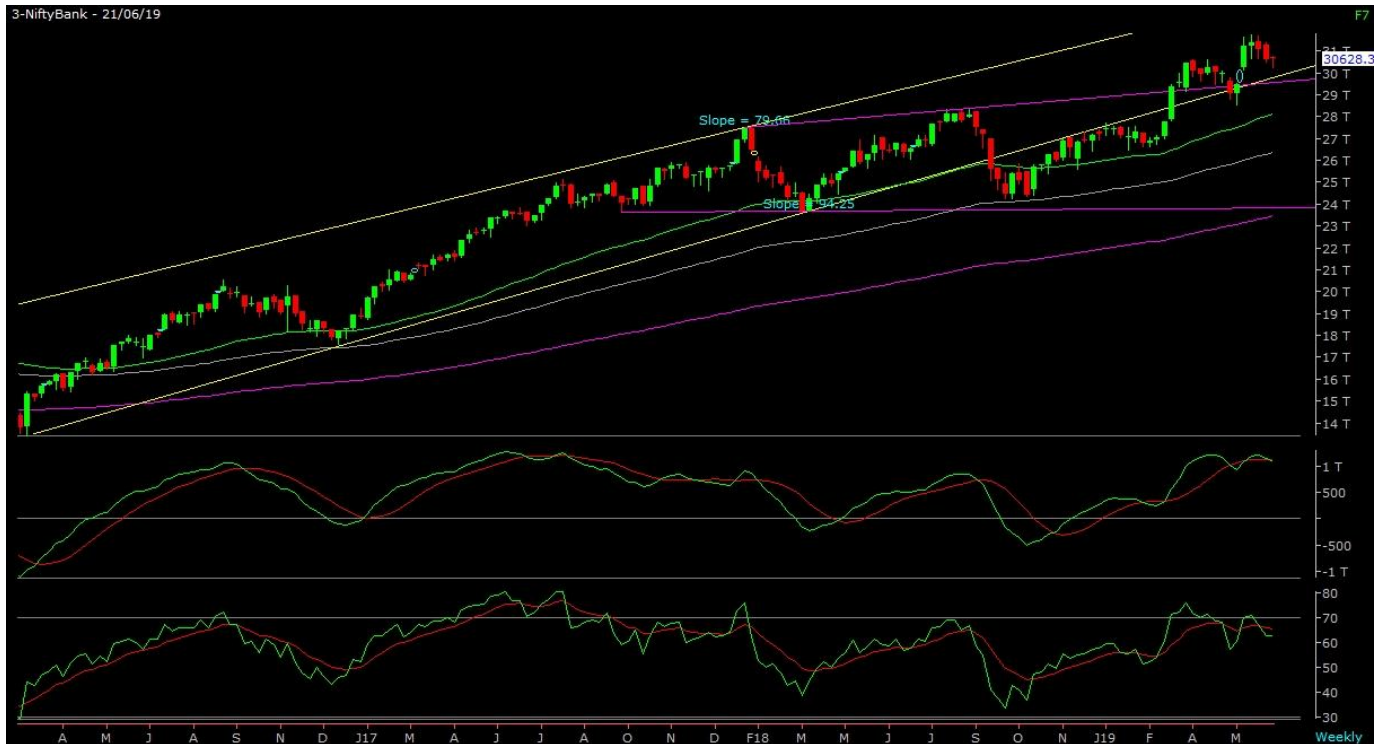 3-NiftyBank - 21/06/19
F7
31 T
30628.3
30 T
29 T
28 T
27 T
26 T
25 T
24 T
23 T
22 T
21 T
20 T
19 T
18 T
17 T
16 T
15 T
14 T
Slope = 79.66
Slope = 94.25
1 T
500
-500
-1 T
80
70
60
50
40
30
A M J A S N D J17 M A J J A O N D F18 M M J J S O N J19 F A M
Weekly